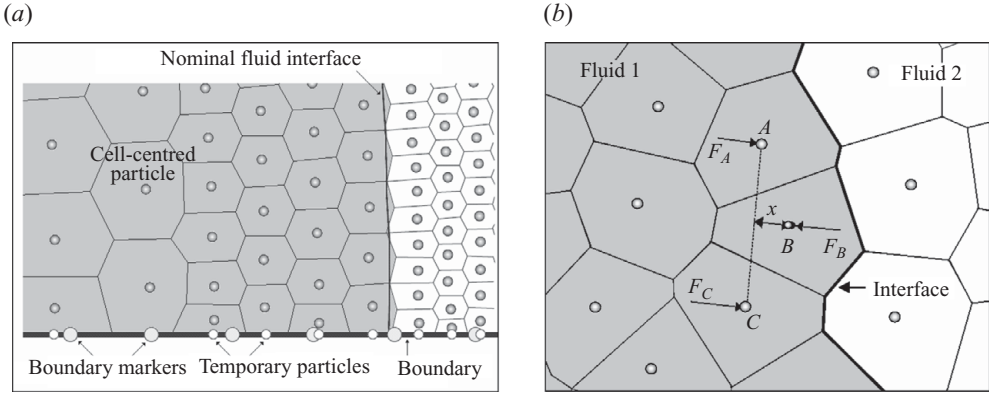 (a)
Nominal fluid interface
Cell-centred
particle
Boundary markers
Temporary particles
Boundary
(b)
Fluid 1
Fluid 2
A
F_A
x
B
F_B
F_C
Interface
C